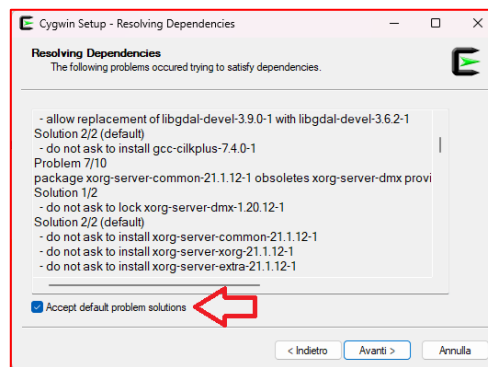 Cygwin Setup - Resolving Dependencies
Resolving Dependencies
The following problems occured trying to satisfy dependencies.
- allow replacement of libgdal-devel-3.9.0-1 with libgdal-devel-3.6.2-1
Solution 2/2 (default)
- do not ask to install gcc-cilkplus-7.4.0-1
Problem 7/10
package xorg-server-common-21.1.12-1 obsoletes xorg-server-dmx provi
Solution 1/2
- do not ask to lock xorg-server-dmx-1.20.12-1
Solution 2/2 (default)
- do not ask to install xorg-server-common-21.1.12-1
- do not ask to install xorg-server-xorg-21.1.12-1
- do not ask to install xorg-server-extra-21.1.12-1
Accept default problem solutions
< Indietro Avanti > Annulla